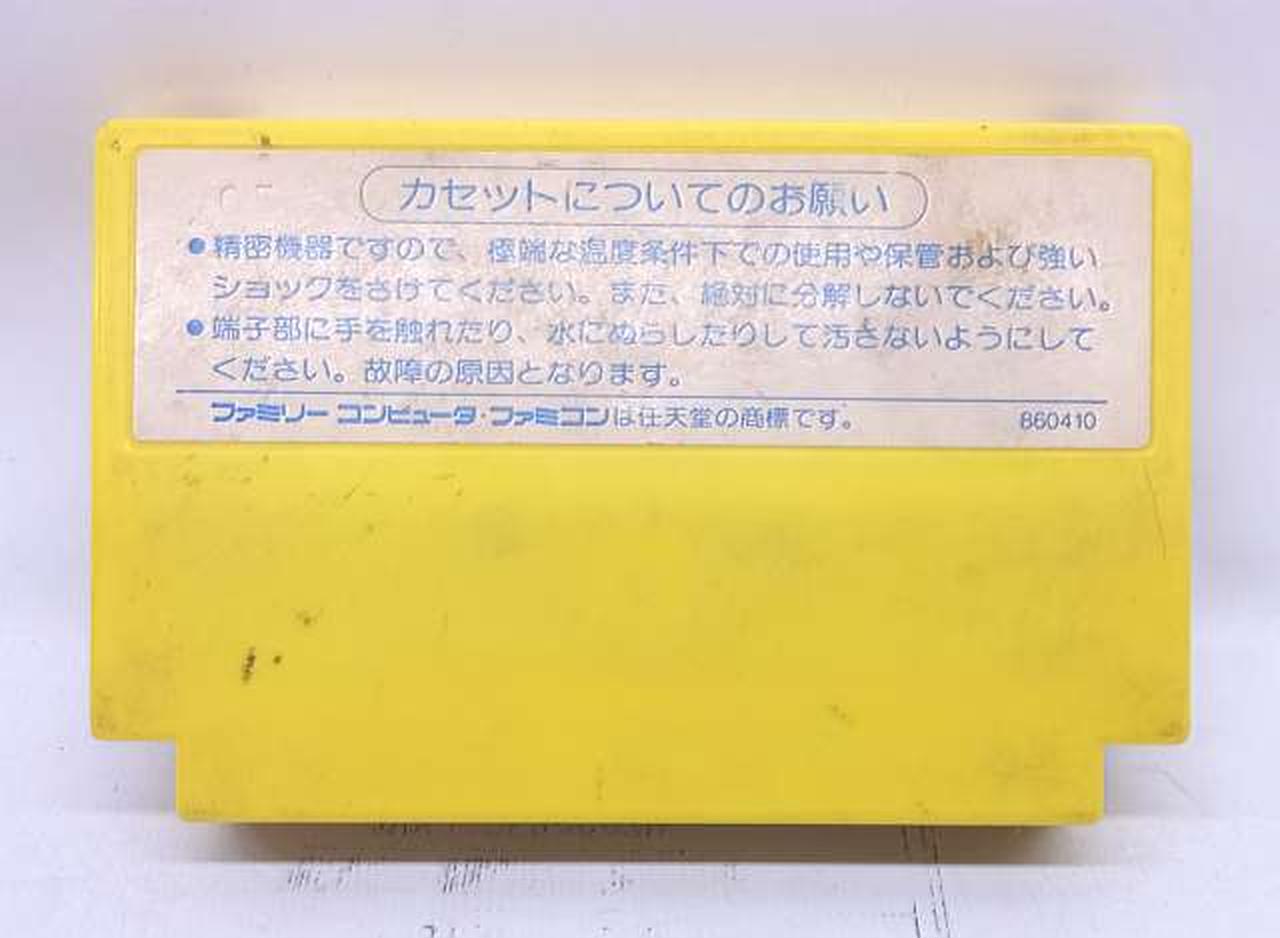 カセットについてのお願い
●精密機器ですので、極端な温度条件下での使用や保管および強い
ショックをさけてください。また、絶対に分解しないでください。
●端子部に手を触れたり、水にぬらしたりして汚さないようにして
ください。故障の原因となります。
ファミリー コンピュータ・ファミコンは任天堂の商標です。 860410